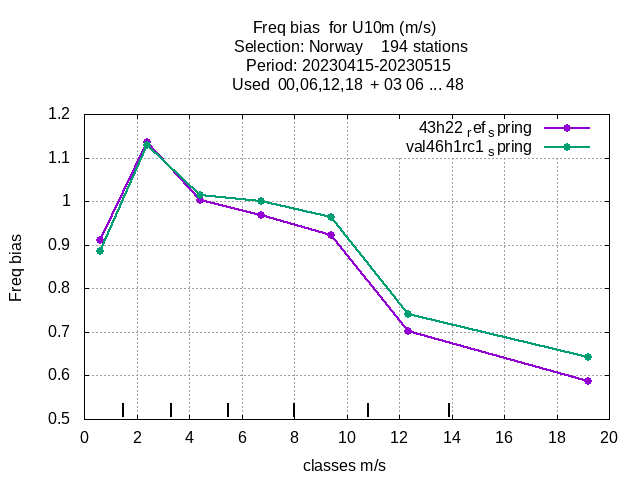 Freq bias  for U10m (m/s)
Selection: Norway    194 stations
Period: 20230415-20230515
Used  00,06,12,18  + 03 06 ... 48
43h22_ref_spring
val46h1rc1_spring
Freq bias
1.2
1.1
1
0.9
0.8
0.7
0.6
0.5
0 2 4 6 8 10 12 14 16 18 20
classes m/s